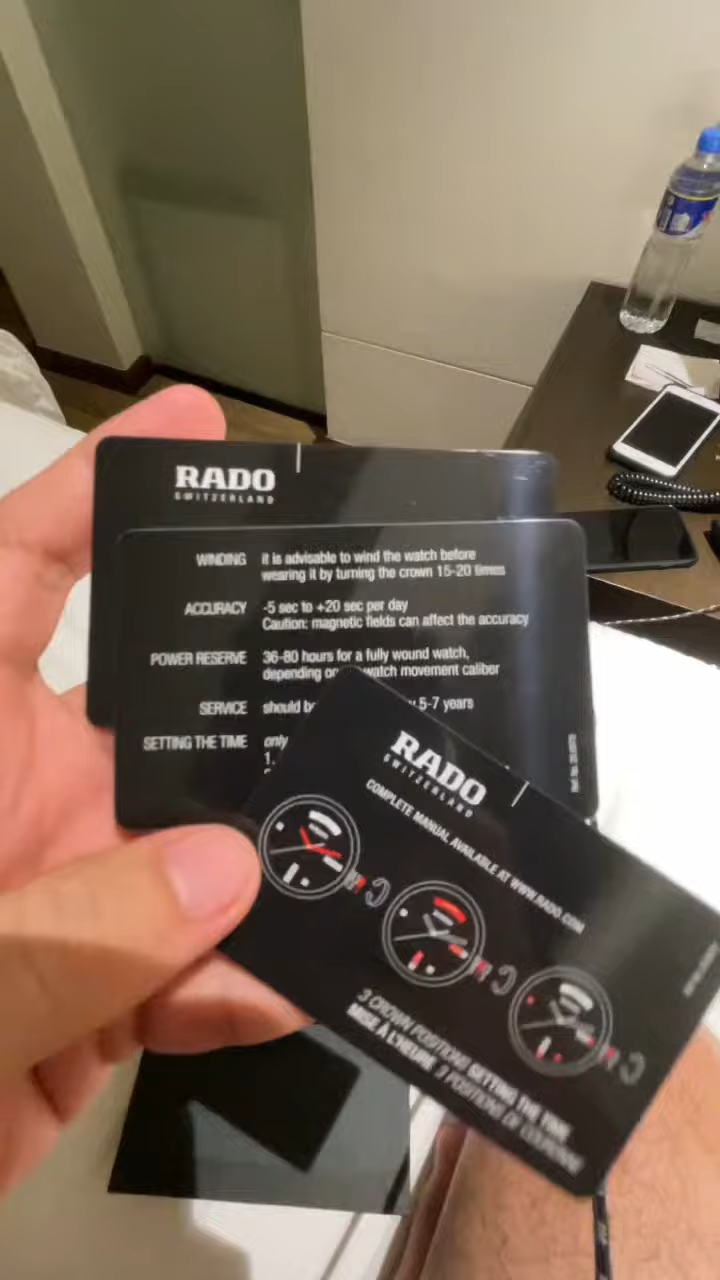 RADO
SWITZERLAND
WINDING it is advisable to wind the watch before
wearing it by turning the crown 15-20 times
ACCURACY -5 sec to +20 sec per day
Caution: magnetic fields can affect the accuracy
POWER RESERVE 36-80 hours for a fully wound watch,
depending on watch movement caliber
SERVICE should 5-7 years
SETTING THE TIME only
1.
RADO
SWITZERLAND
COMPLETE MANUAL AVAILABLE AT WWW.RADO.COM
3 CROWN POSITIONS SETTING THE TIME
MISE À L'HEURE 3 POSITIONS DE COURONNE